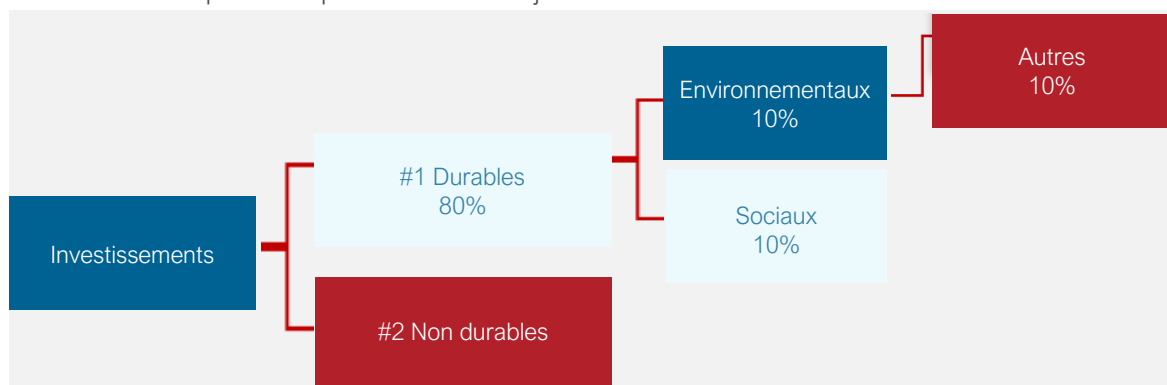 Autres
10%
Environnementaux
10%
#1 Durables
80%
Sociaux
10%
Investissements
#2 Non durables